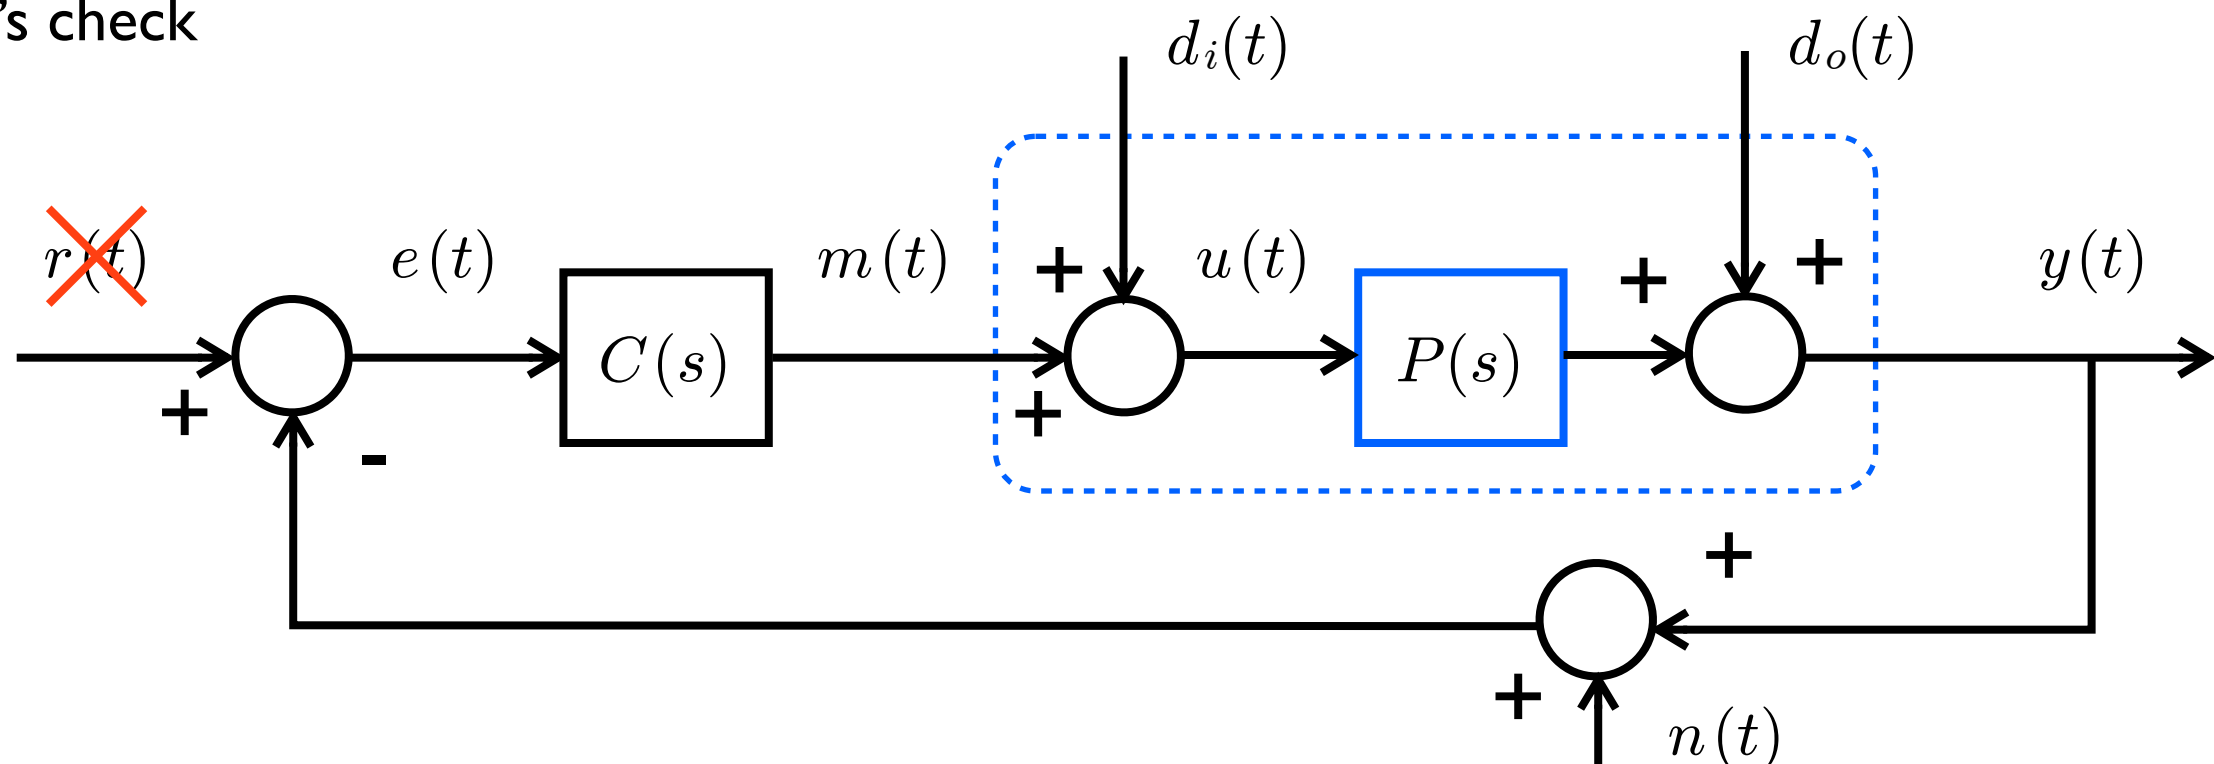 's check
d_i(t) d_o(t)
r(t) e(t) m(t) + u(t) + + y(t)
C(s) P(s)
+ - +
+
+
n(t)